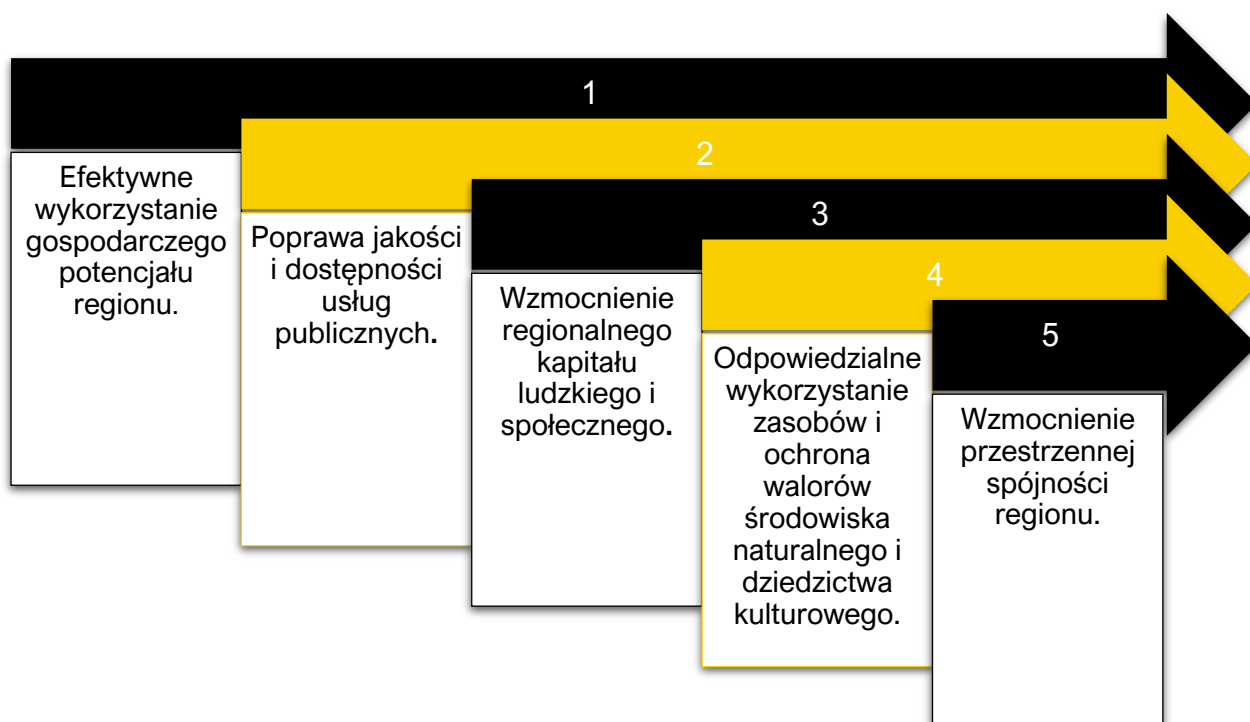 1
Efektywne
wykorzystanie
gospodarczego
potencjału
regionu.
2
Poprawa jakości
i dostępności
usług
publicznych.
3
Wzmocnienie
regionalnego
kapitału
ludzkiego i
społecznego.
4
Odpowiedzialne
wykorzystanie
zasobów i
ochrona
walorów
środowiska
naturalnego i
dziedzictwa
kulturowego.
5
Wzmocnienie
przestrzennej
spójności
regionu.